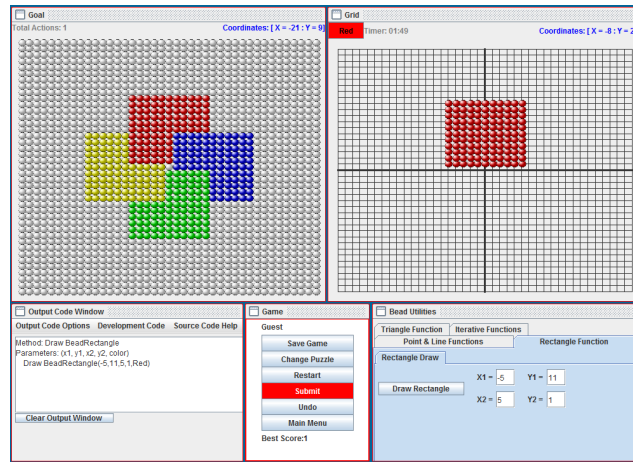 Goal
Total Actions: 1
Coordinates: [ X = -21 : Y = 9]
Grid
Red
Timer: 01:49
Coordinates: [ X = -8 : Y = 2
Output Code Window
Output Code Options Development Code Source Code Help
Method: Draw BeadRectangle
Parameters: (x1, y1, x2, y2, color)
Draw BeadRectangle(-5,11,5,1,Red)
Clear Output Window
Game
Guest
Save Game
Change Puzzle
Restart
Submit
Undo
Main Menu
Best Score:1
Bead Utilities
Triangle Function Iterative Functions
Point & Line Functions Rectangle Function
Rectangle Draw
Draw Rectangle
X1 = -5 Y1 = 11
X2 = 5 Y2 = 1